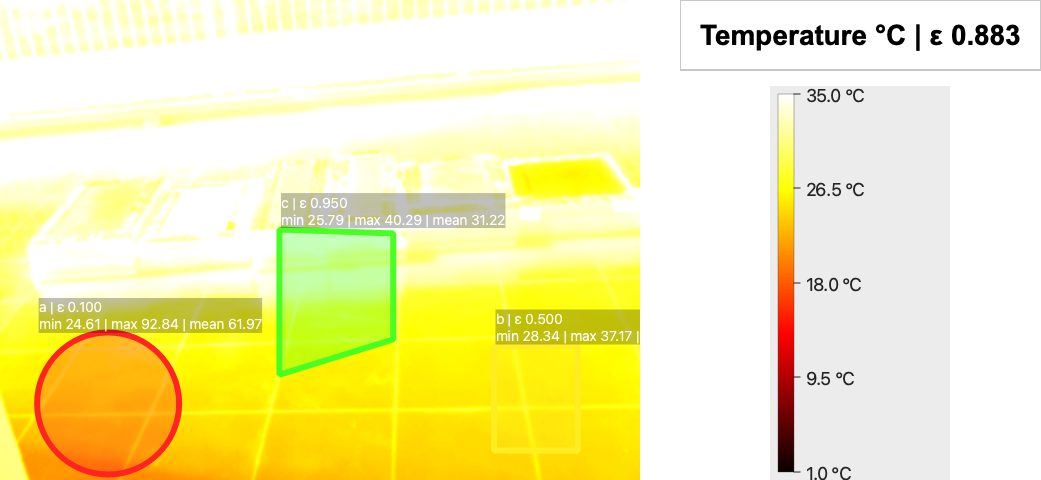 Temperature °C | ε 0.883
35.0 °C
26.5 °C
18.0 °C
9.5 °C
1.0 °C
c | ε 0.950
min 25.79 | max 40.29 | mean 31.22
a | ε 0.100
min 24.61 | max 92.84 | mean 61.97
b | ε 0.500
min 28.34 | max 37.17 |